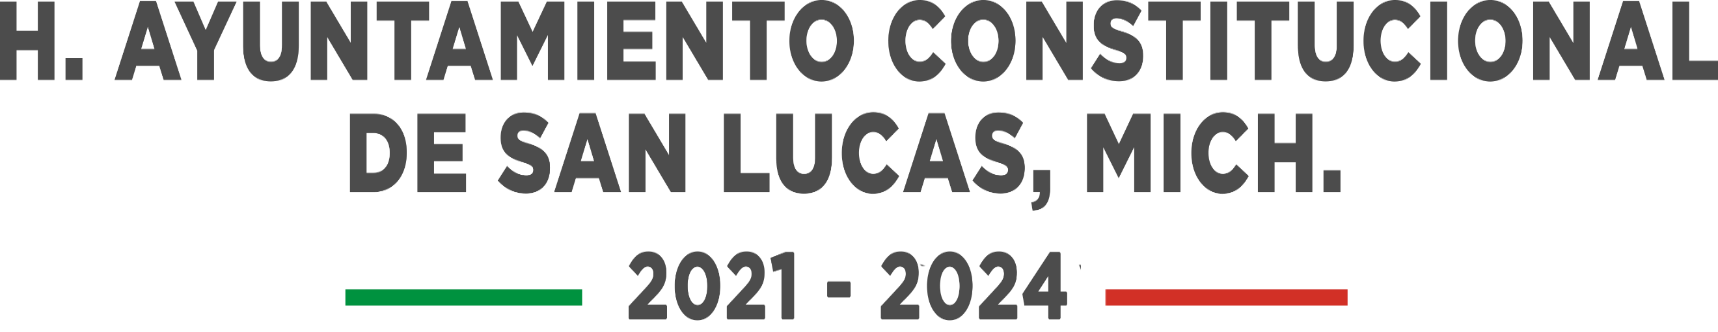 H. AYUNTAMIENTO CONSTITUCIONAL
DE SAN LUCAS, MICH.
2021 - 2024